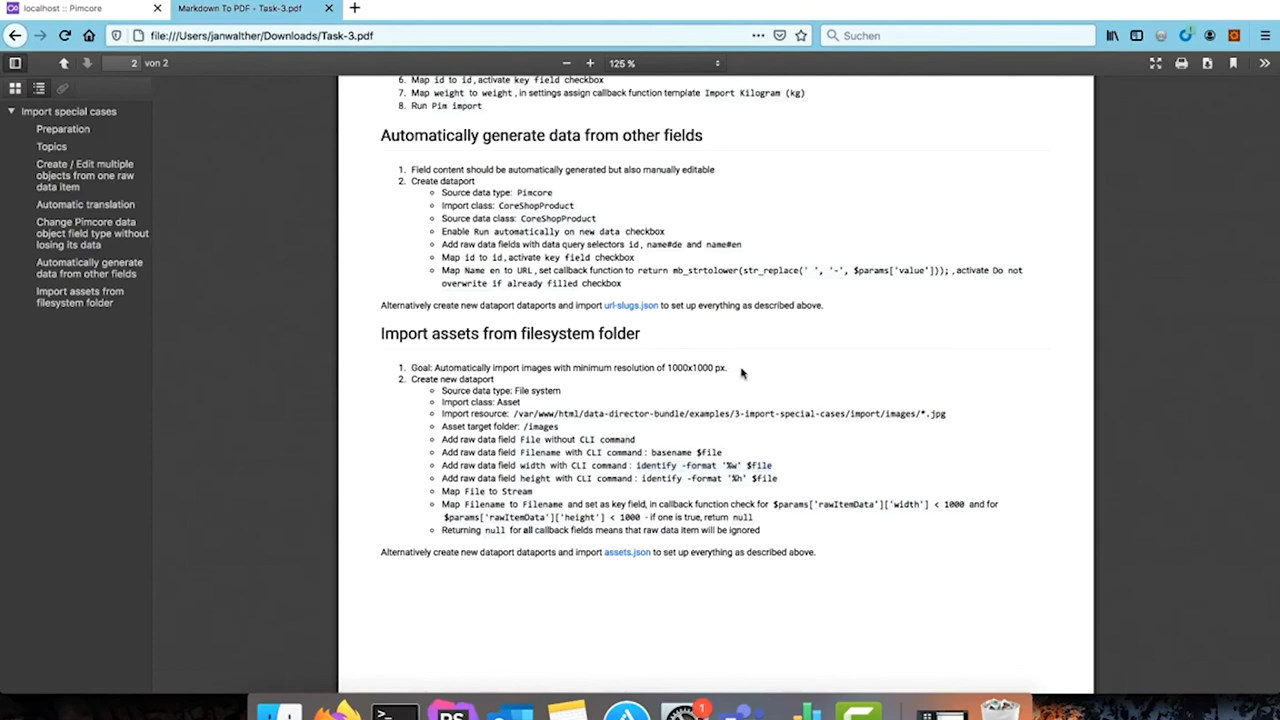 localhost :: Pimcore
Markdown To PDF - Task-3.pdf
file:///Users/janwalther/Downloads/Task-3.pdf
Suchen
2 von 2
125 %
Import special cases
Preparation
Topics
Create / Edit multiple
objects from one raw
data item
Automatic translation
Change Pimcore data
object field type without
losing its data
Automatically generate
data from other fields
Import assets from
filesystem folder
6. Map id to id, activate key field checkbox
7. Map weight to weight, in settings assign callback function template Import Kilogram (kg)
8. Run Pim import
Automatically generate data from other fields
1. Field content should be automatically generated but also manually editable
2. Create dataport
Source data type: Pimcore
Import class: CoreShopProduct
Source data class: CoreShopProduct
Enable Run automatically on new data checkbox
Add raw data fields with data query selectors id, name#de and name#en
Map id to id, activate key field checkbox
Map Name en to URL, set callback function to return mb_strtolower(str_replace(' ', '-', $params['value']));, activate Do not
overwrite if already filled checkbox
Alternatively create new dataport dataports and import url-slugs.json to set up everything as described above.
Import assets from filesystem folder
1. Goal: Automatically import images with minimum resolution of 1000x1000 px.
2. Create new dataport
Source data type: File system
Import class: Asset
Import resource: /var/www/html/data-director-bundle/examples/3-import-special-cases/import/images/*.jpg
Asset target folder: /images
Add raw data field File without CLI command
Add raw data field Filename with CLI command: basename $file
Add raw data field width with CLI command: identify -format '%w' $file
Add raw data field height with CLI command: identify -format '%h' $file
Map File to Stream
Map Filename to Filename and set as key field, in callback function check for $params['rawItemData']['width'] < 1000 and for
$params['rawItemData']['height'] < 1000 - if one is true, return null
Returning null for all callback fields means that raw data item will be ignored
Alternatively create new dataport dataports and import assets.json to set up everything as described above.
PS
1